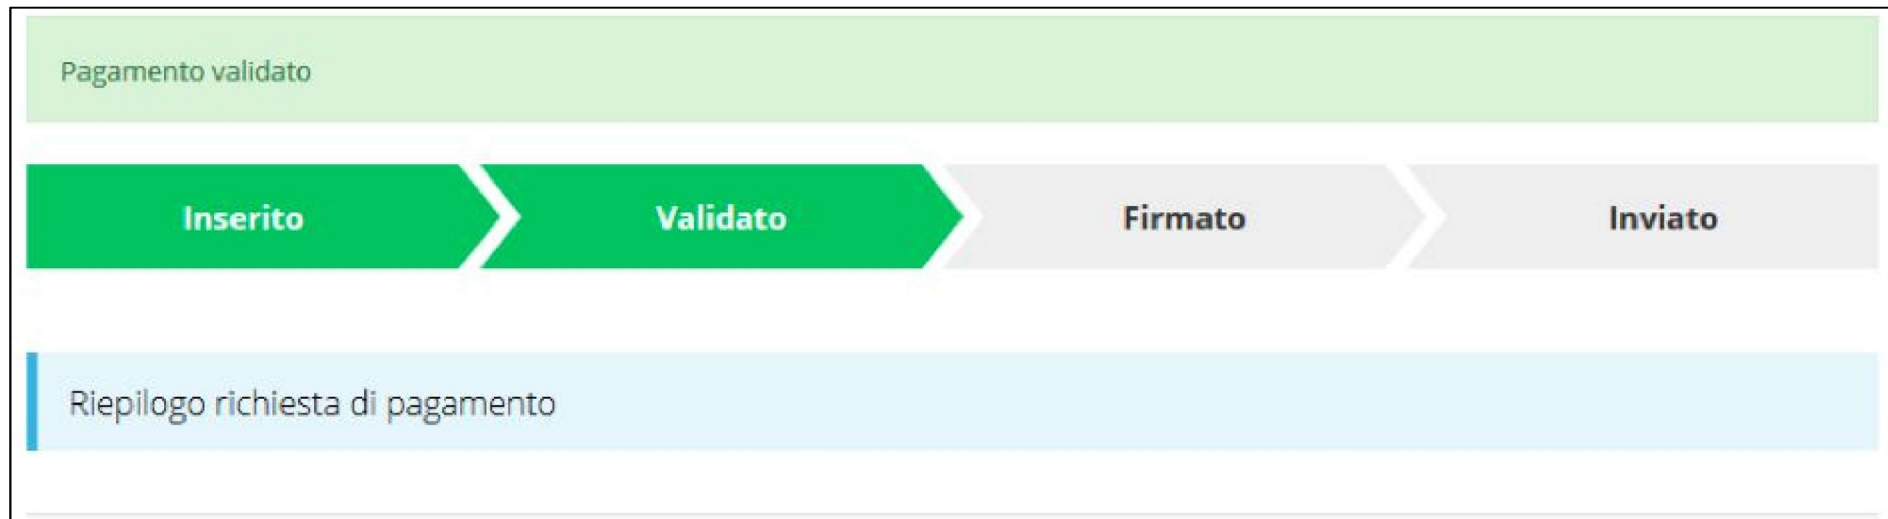 Pagamento validato
Inserito Validato Firmato Inviato
Riepilogo richiesta di pagamento